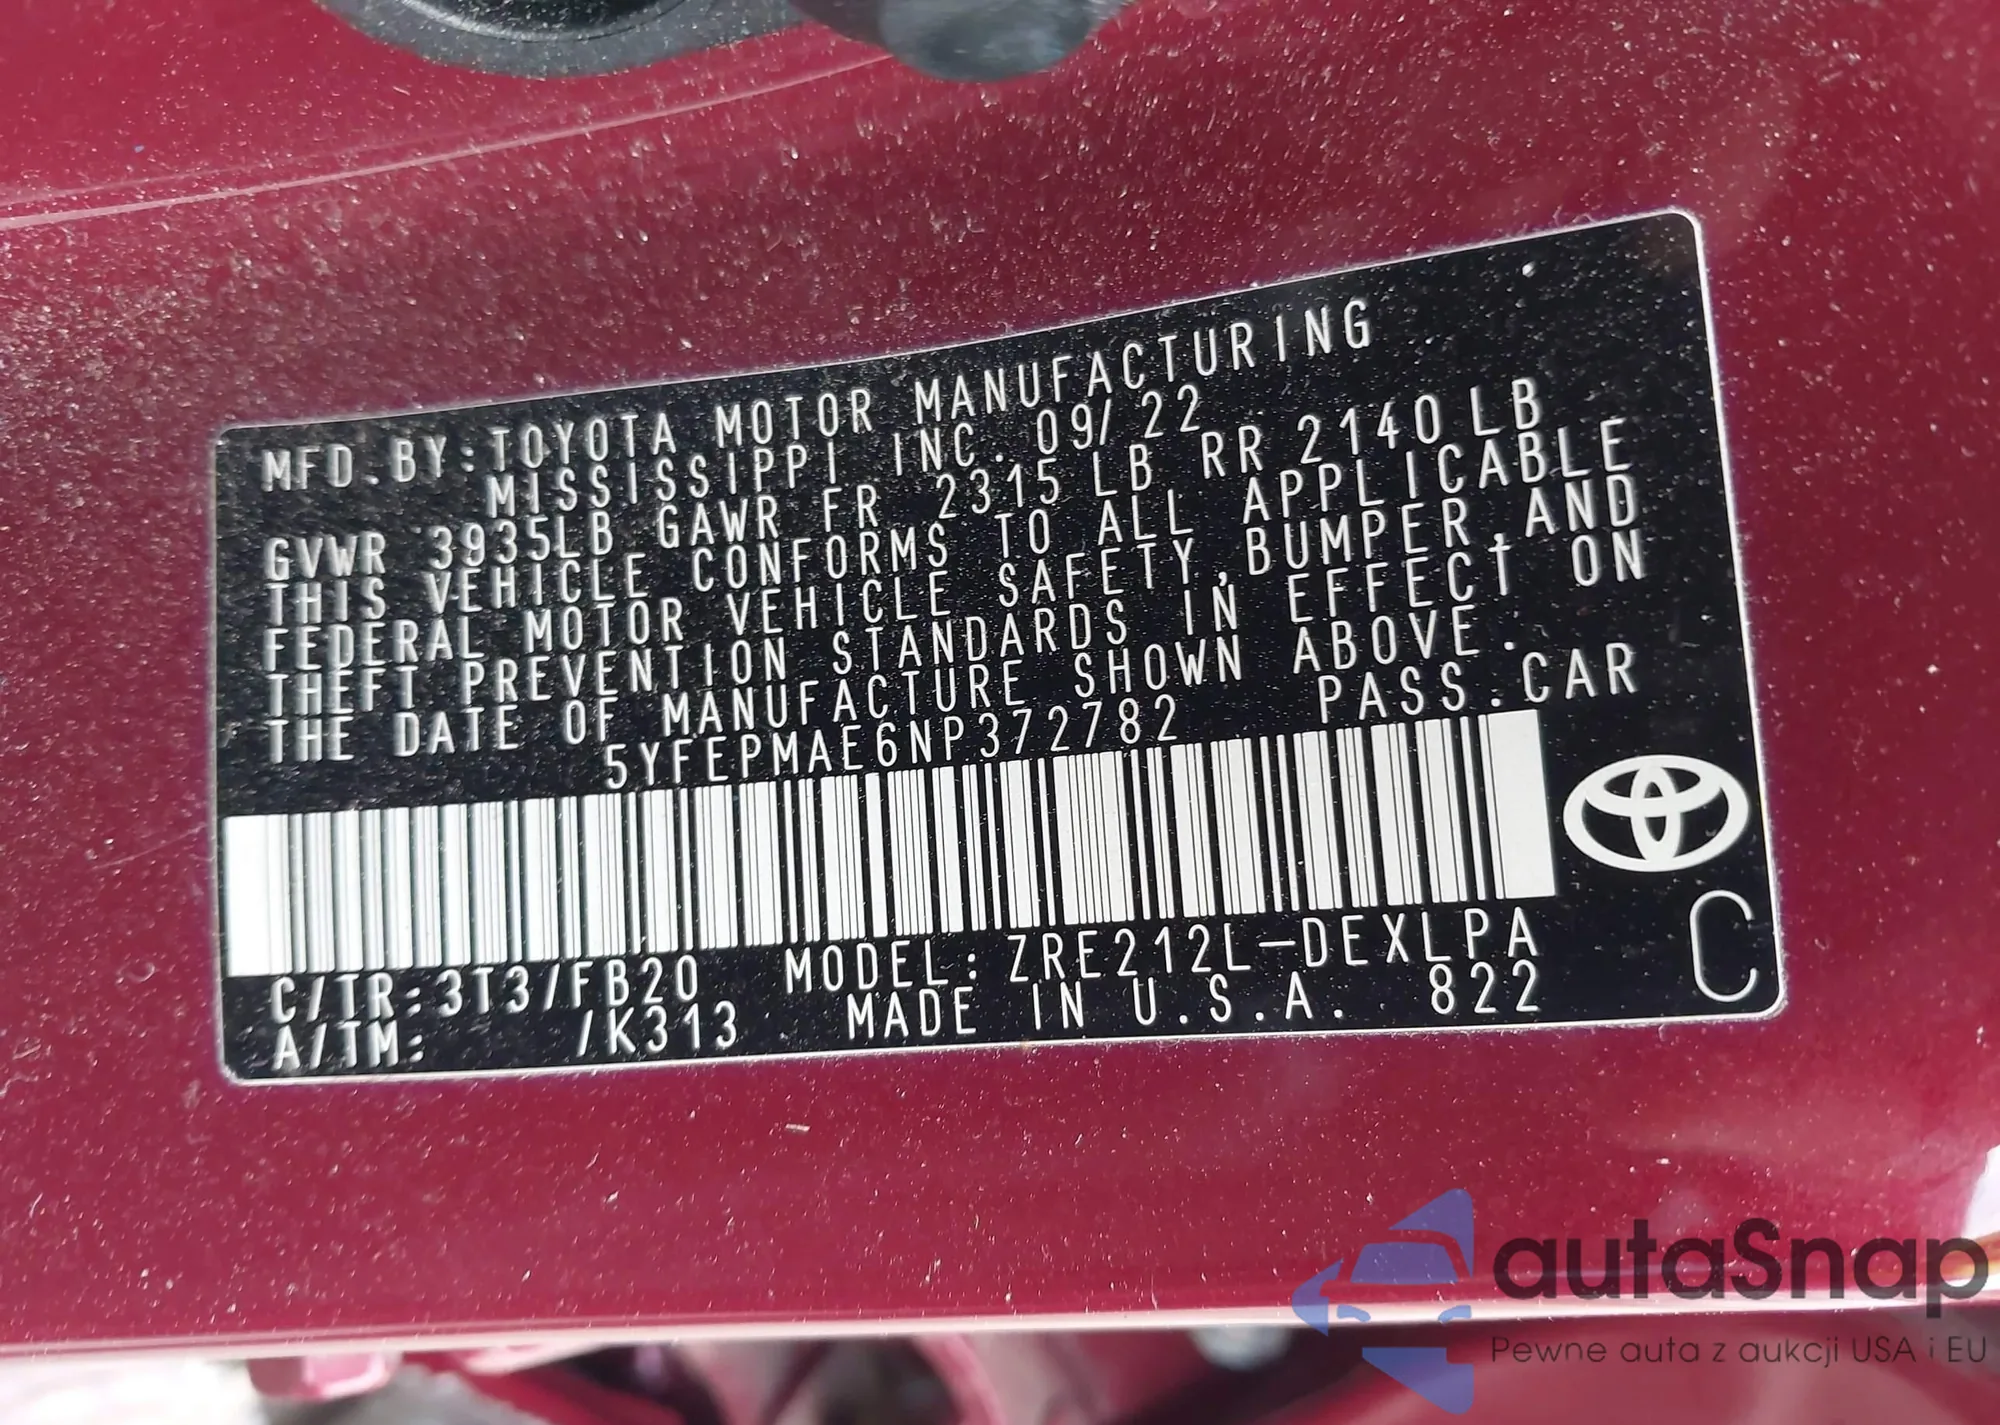 MFD.BY:TOYOTA MOTOR MANUFACTURING
MISSISSIPPI INC. 09/22
GVWR 3935LB GAWR FR 2315 LB RR 2140 LB
THIS VEHICLE CONFORMS TO ALL APPLICABLE
FEDERAL MOTOR VEHICLE SAFETY,BUMPER,AND
THEFT PREVENTION STANDARDS IN EFFECT ON
THE DATE OF MANUFACTURE SHOWN ABOVE.
5YFEPMAE6NP372782 PASS.CAR
C/TR:3T3/FB20 MODEL:ZRE212L-DEXLPA
A/TM: /K313 MADE IN U.S.A. 822
C
autaSnap
Pewne auta z aukcji USA i EU